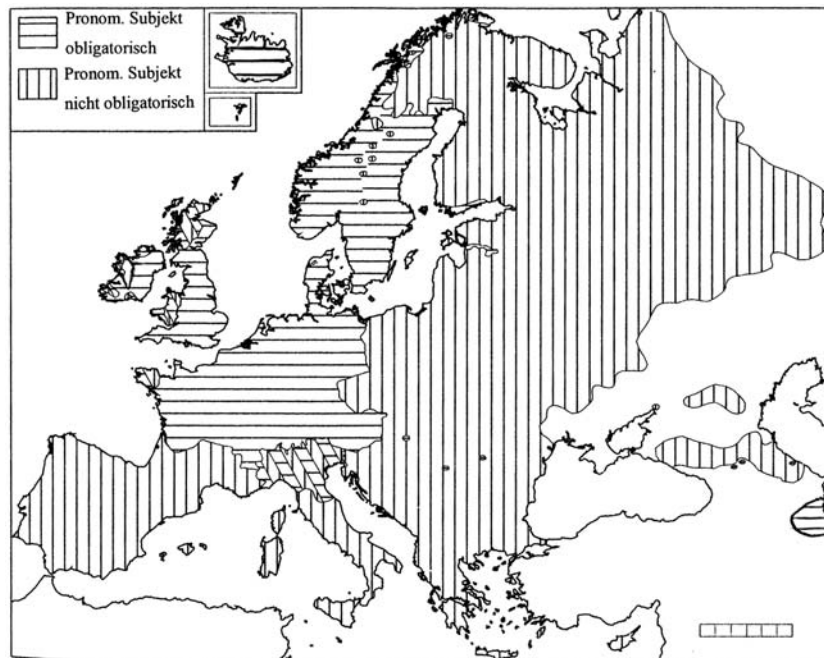 Pronom. Subjekt
obligatorisch
Pronom. Subjekt
nicht obligatorisch